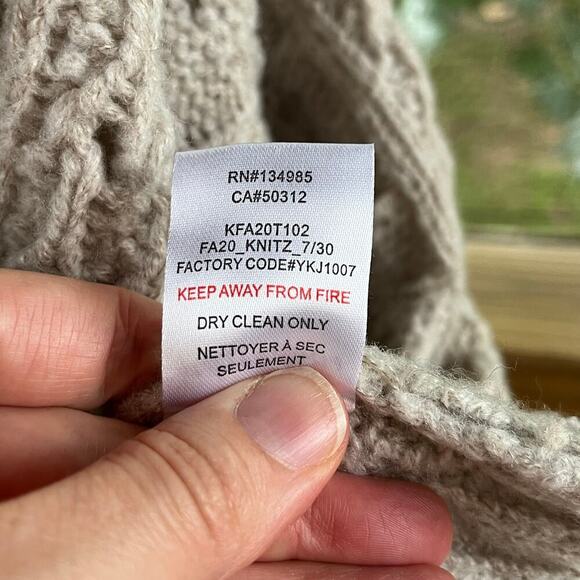 RN#134985
CA#50312
KFA20T102
FA20_KNITZ_7/30
FACTORY CODE#YKJ1007
KEEP AWAY FROM FIRE
DRY CLEAN ONLY
NETTOYER À SEC
SEULEMENT